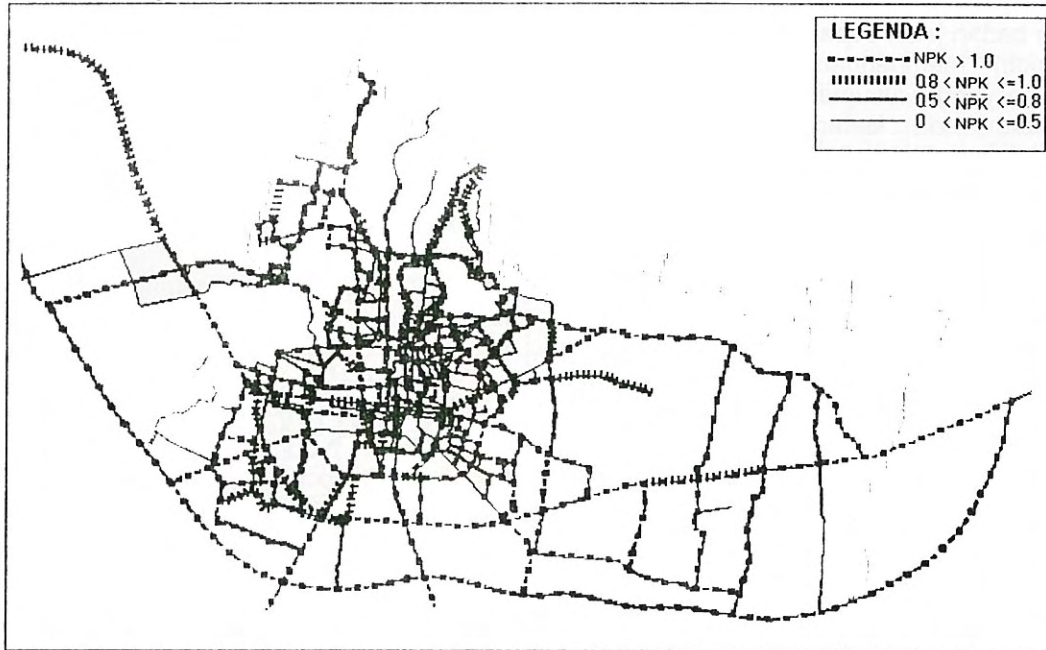 LEGENDA :
NPK > 1.0
0.8 < NPK <=1.0
0.5 < NPK <=0.8
0 < NPK <=0.5